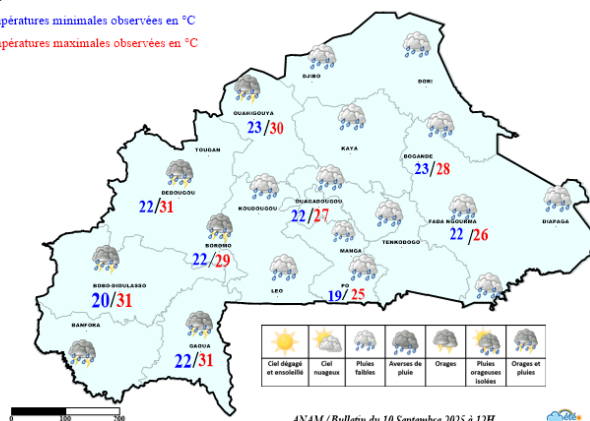 pératures minimales observées en °C
pératures maximales observées en °C
DJIBO
DORI
OUAHIGOUYA
23/30
TOUGAN
KAYA
BOGANDE
23/28
DEDOUGOU
22/31
KOUDOUGOU
OUAGADOUGOU
22/27
FADA NGOURMA
22/26
DIAPAGA
BOROMO
22/29
MANGA
TENKODOGO
BOBO-DIOULASSO
20/31
LEO
PO
19/25
BANFORA
GAOUA
22/31
Ciel dégagé et ensoleillé
Ciel nuageux
Pluies faibles
Averses de pluie
Orages
Pluies orageuses isolées
Orages et pluies
0 100 200
ANAM / Bulletin du 10 Septembre 2025 à 12H
été